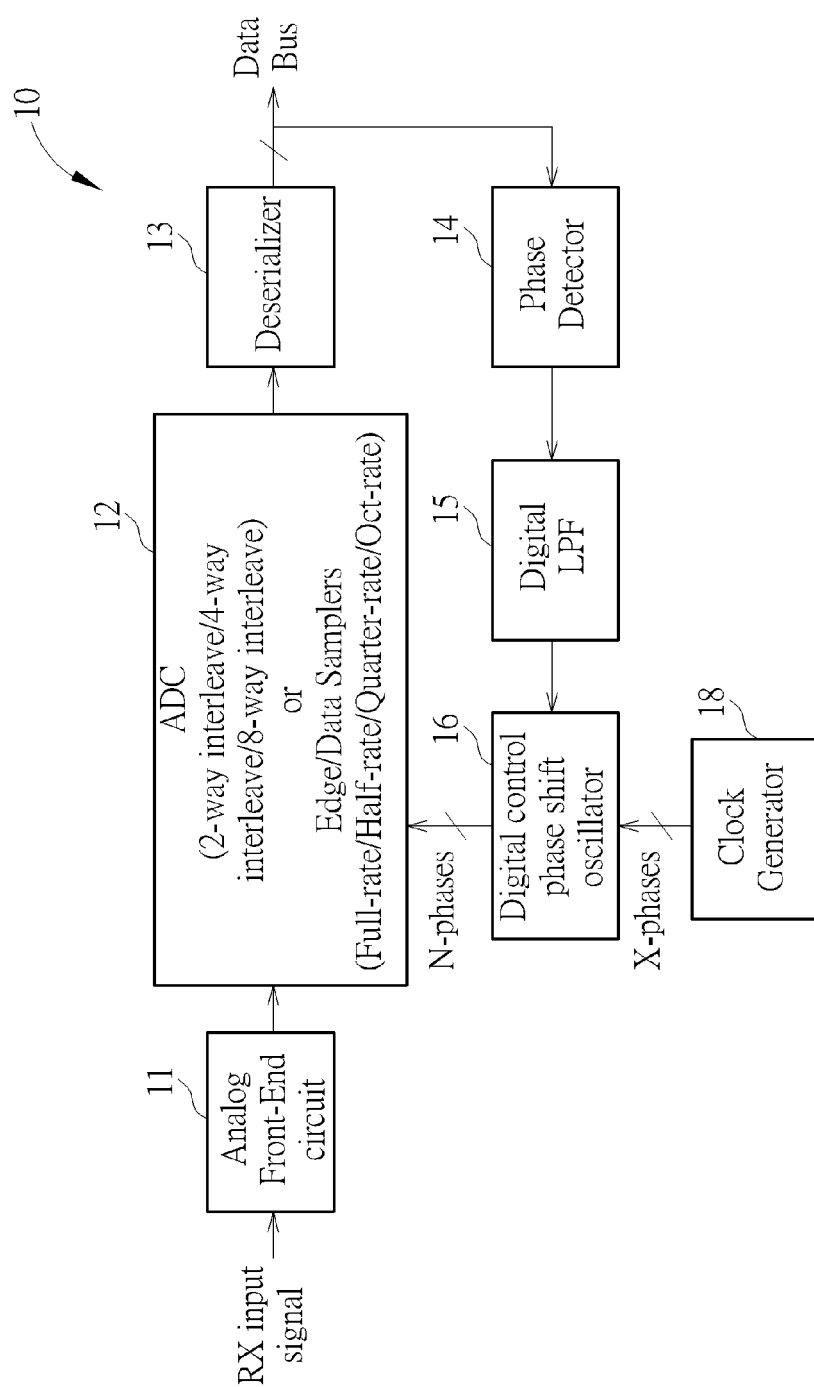 10
RX input
signal
11
Analog
Front-End
circuit
12
ADC
(2-way interleave/4-way
interleave/8-way interleave)
or
Edge/Data Samplers
(Full-rate/Half-rate/Quarter-rate/Oct-rate)
13
Deserializer
Data
Bus
14
Phase
Detector
15
Digital
LPF
16
Digital control
phase shift
oscillator
N-phases
X-phases
18
Clock
Generator